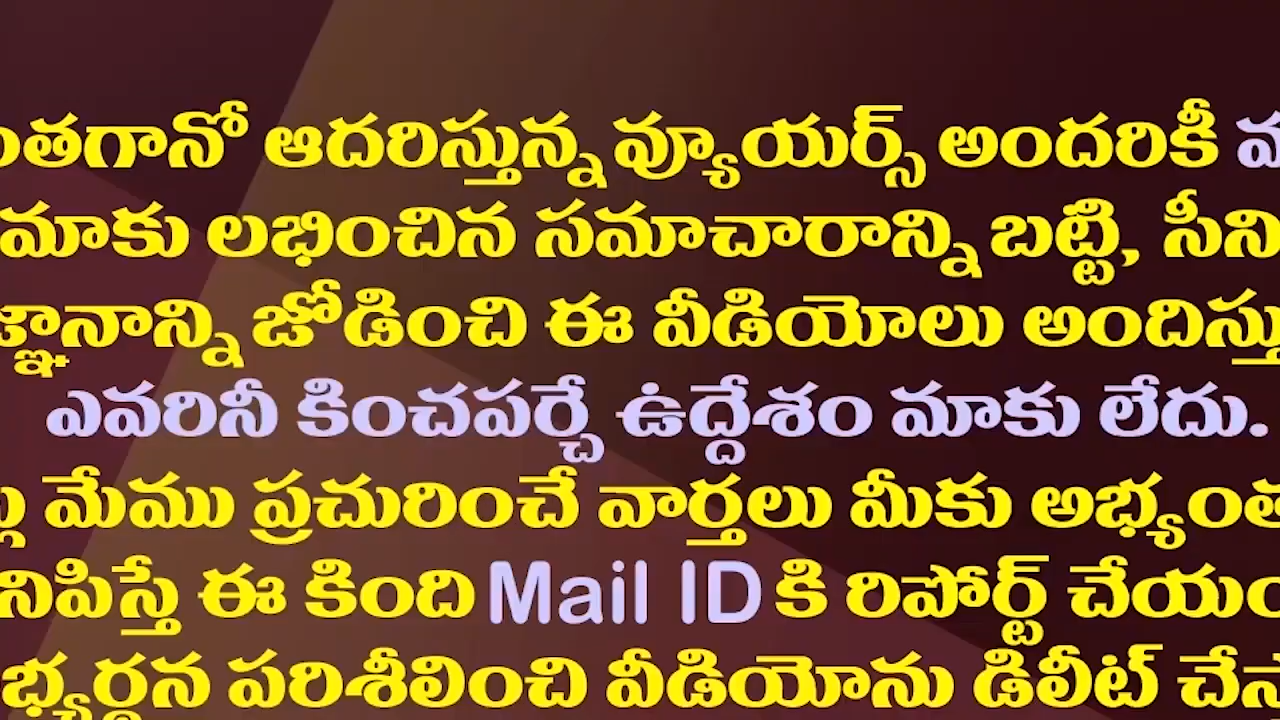 ంతగానో ఆదరిస్తున్న వ్యూయర్స్ అందరికీ
మాకు లభించిన సమాచారాన్ని బట్టి, సీని
జ్ఞానాన్ని జోడించి ఈ వీడియోలు అందిస్తు
ఎవరినీ కించపర్చే ఉద్దేశం మాకు లేదు.
మేము ప్రచురించే వార్తలు మీకు అభ్యంత
నిపిస్తే ఈ కింది Mail ID కి రిపోర్ట్ చేయం
భ్యర్థన పరిశీలించి వీడియోను డిలీట్ చేస